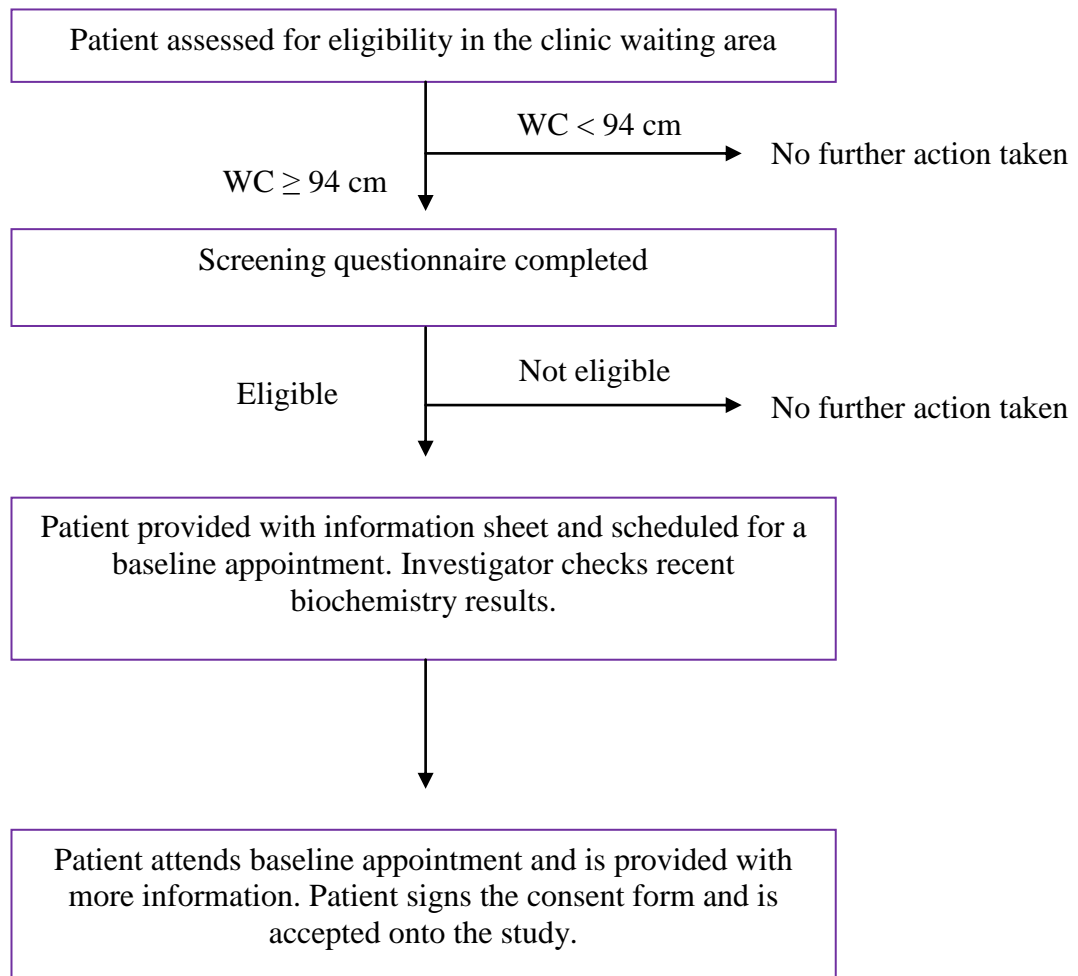 Patient assessed for eligibility in the clinic waiting area
WC < 94 cm
No further action taken
WC ≥ 94 cm
Screening questionnaire completed
Not eligible
Eligible
No further action taken
Patient provided with information sheet and scheduled for a
baseline appointment. Investigator checks recent
biochemistry results.
Patient attends baseline appointment and is provided with
more information. Patient signs the consent form and is
accepted onto the study.